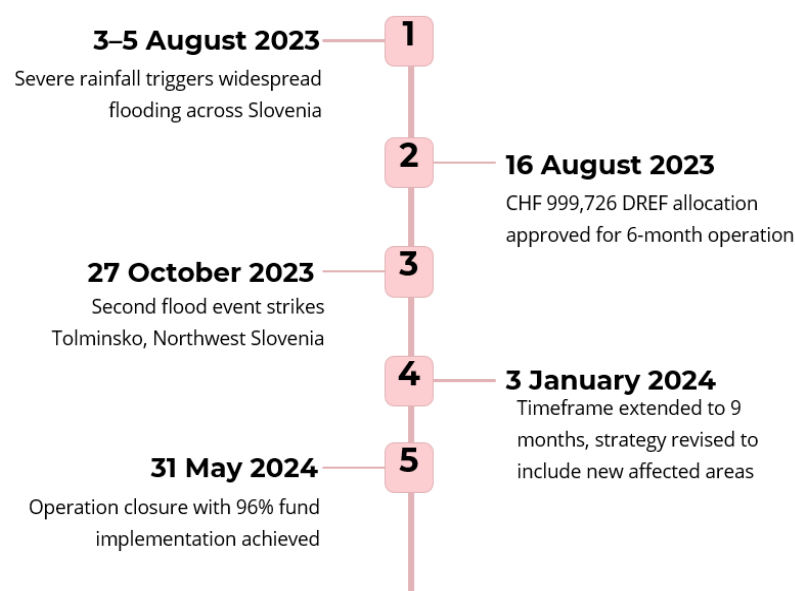 1
3–5 August 2023
Severe rainfall triggers widespread
flooding across Slovenia
2
16 August 2023
CHF 999,726 DREF allocation
approved for 6-month operation
3
27 October 2023
Second flood event strikes
Tolminsko, Northwest Slovenia
4
3 January 2024
Timeframe extended to 9
months, strategy revised to
include new affected areas
5
31 May 2024
Operation closure with 96% fund
implementation achieved